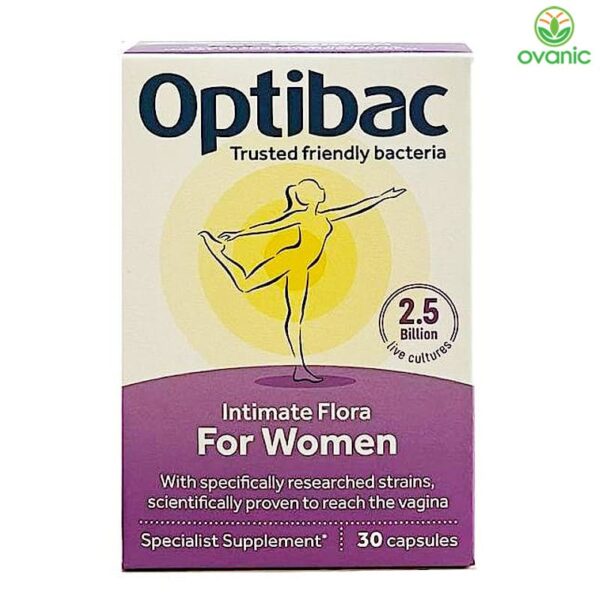 ovanic
Optibac
Trusted friendly bacteria
2.5
Billion
live cultures
Intimate Flora
For Women
With specifically researched strains,
scientifically proven to reach the vagina
Specialist Supplement* 30 capsules